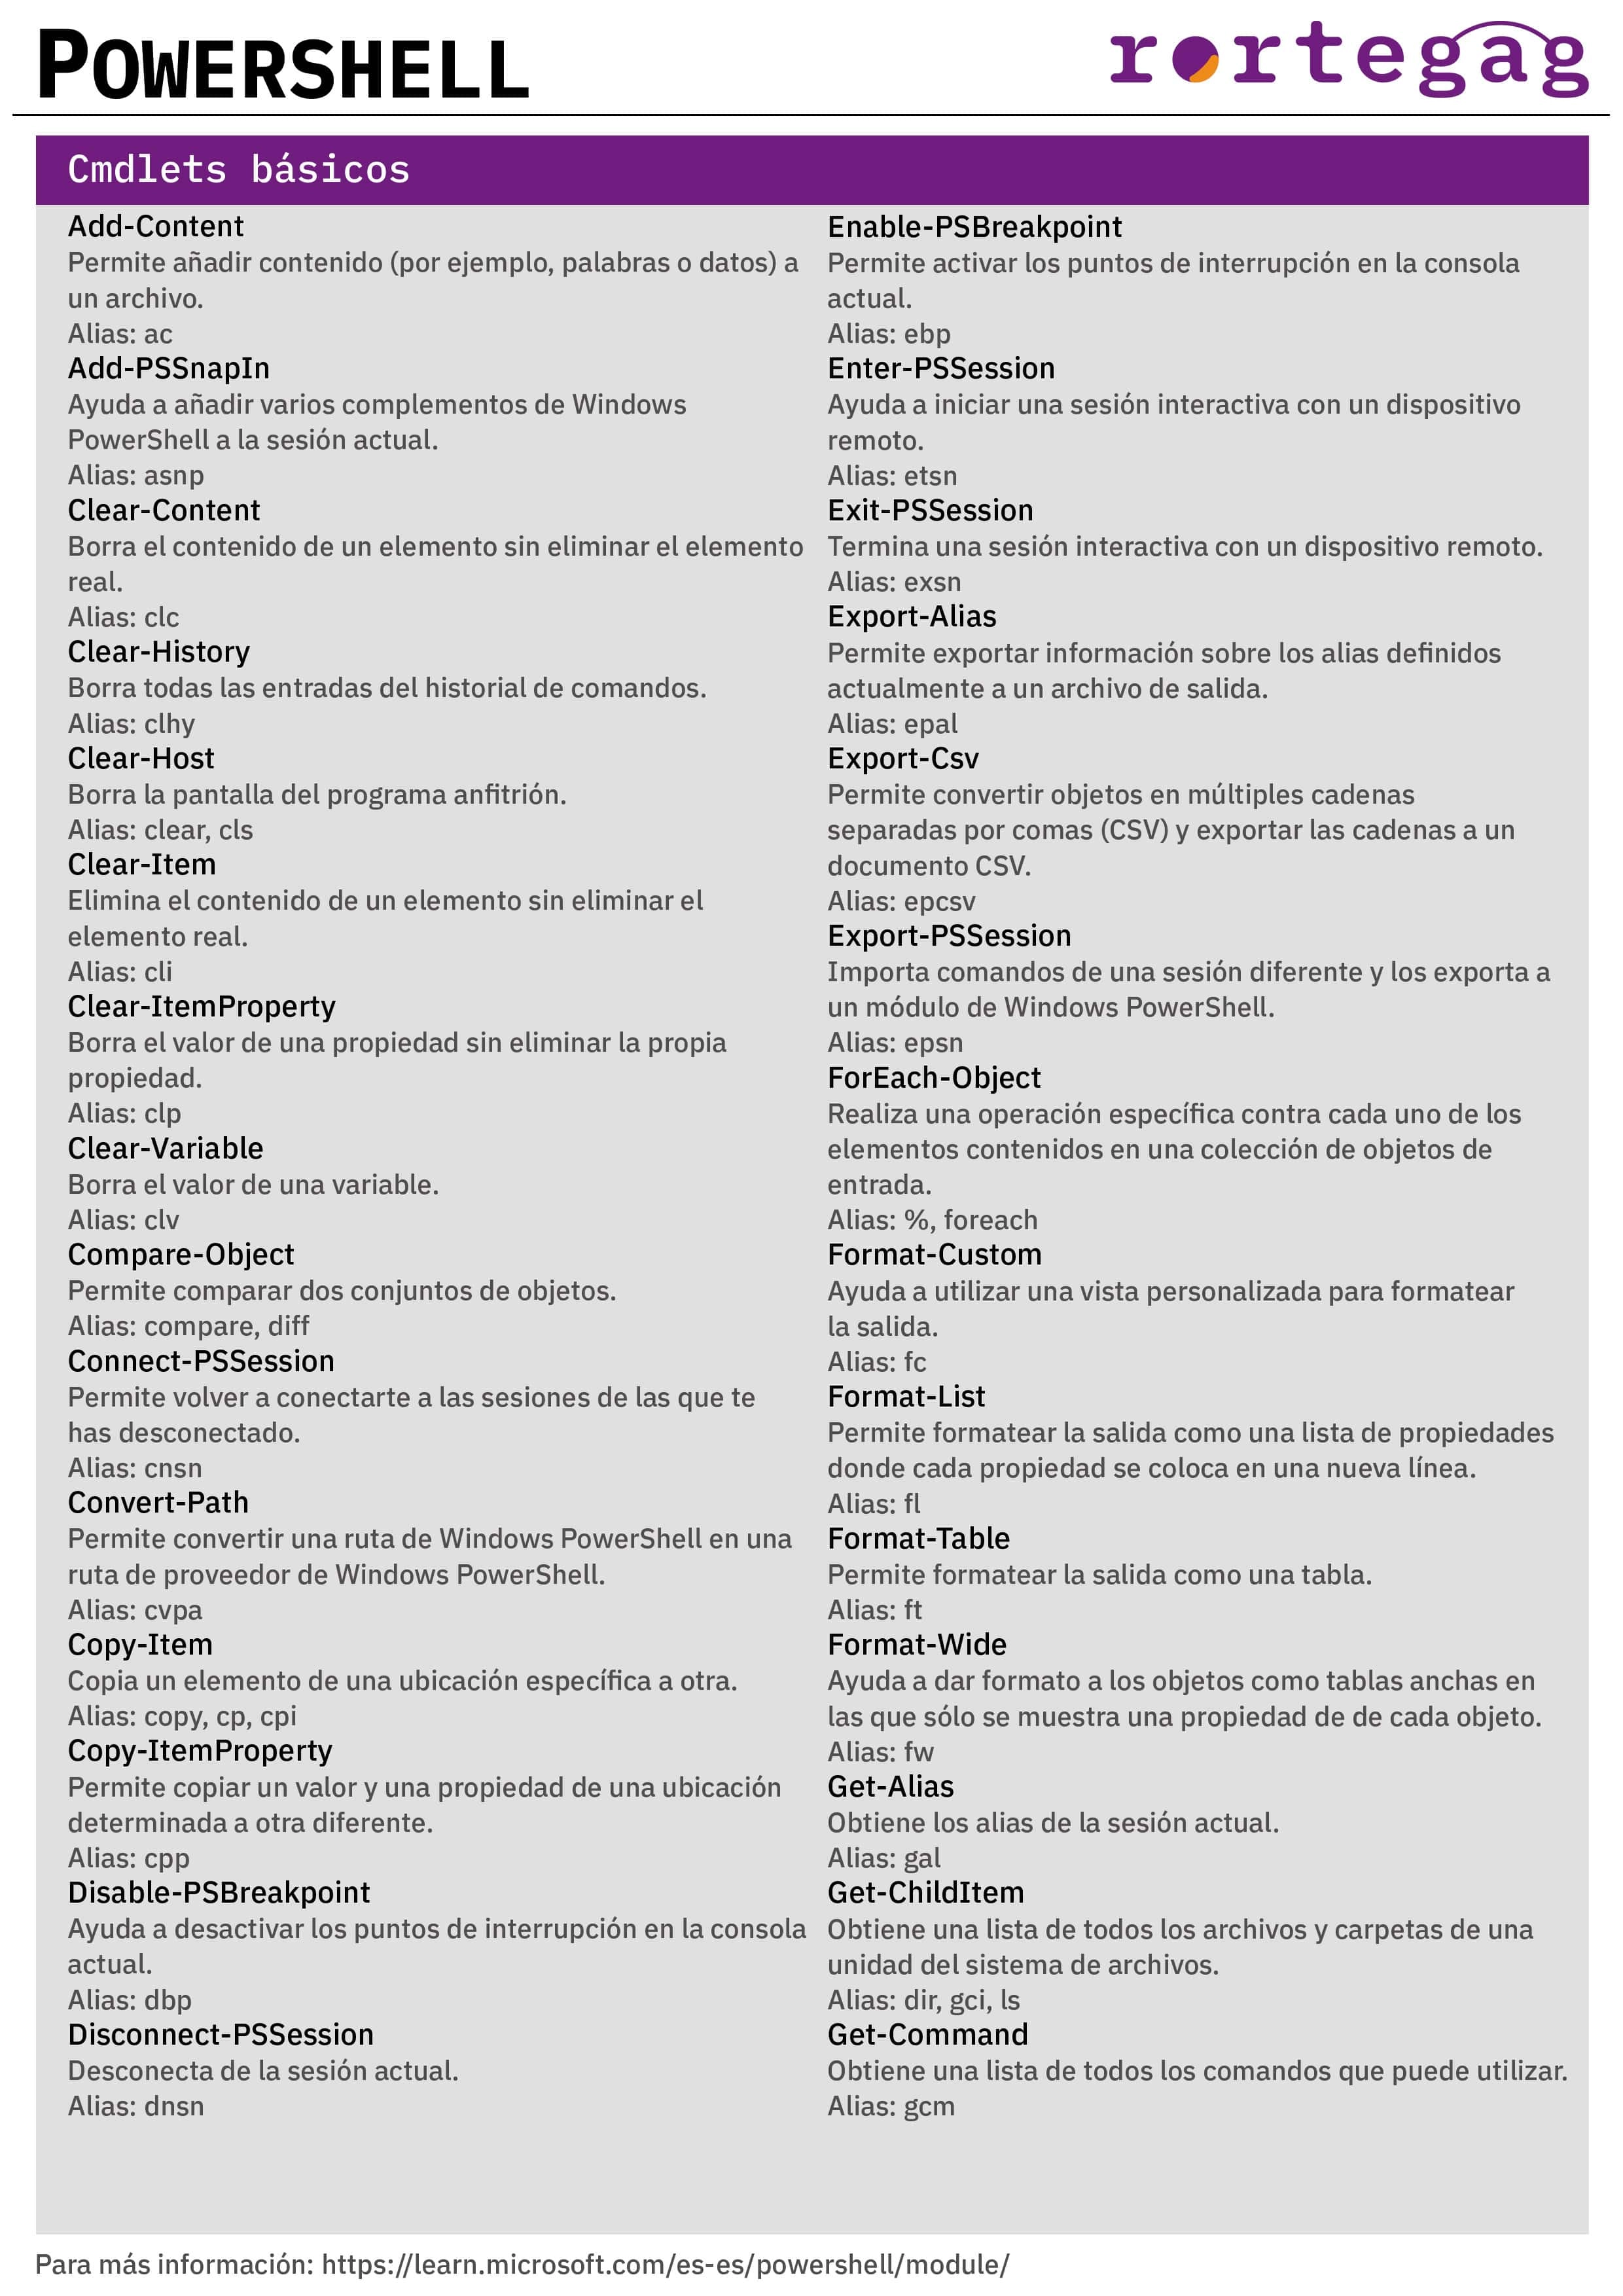 POWERSHELL
rortegag
Cmdlets básicos
Add-Content
Permite añadir contenido (por ejemplo, palabras o datos) a
un archivo.
Alias: ac
Add-PSSnapIn
Ayuda a añadir varios complementos de Windows
PowerShell a la sesión actual.
Alias: asnp
Clear-Content
Borra el contenido de un elemento sin eliminar el elemento
real.
Alias: clc
Clear-History
Borra todas las entradas del historial de comandos.
Alias: clhy
Clear-Host
Borra la pantalla del programa anfitrión.
Alias: clear, cls
Clear-Item
Elimina el contenido de un elemento sin eliminar el
elemento real.
Alias: cli
Clear-ItemProperty
Borra el valor de una propiedad sin eliminar la propia
propiedad.
Alias: clp
Clear-Variable
Borra el valor de una variable.
Alias: clv
Compare-Object
Permite comparar dos conjuntos de objetos.
Alias: compare, diff
Connect-PSSession
Permite volver a conectarte a las sesiones de las que te
has desconectado.
Alias: cnsn
Convert-Path
Permite convertir una ruta de Windows PowerShell en una
ruta de proveedor de Windows PowerShell.
Alias: cvpa
Copy-Item
Copia un elemento de una ubicación específica a otra.
Alias: copy, cp, cpi
Copy-ItemProperty
Permite copiar un valor y una propiedad de una ubicación
determinada a otra diferente.
Alias: cpp
Disable-PSBreakpoint
Ayuda a desactivar los puntos de interrupción en la consola
actual.
Alias: dbp
Disconnect-PSSession
Desconecta de la sesión actual.
Alias: dnsn
Enable-PSBreakpoint
Permite activar los puntos de interrupción en la consola
actual.
Alias: ebp
Enter-PSSession
Ayuda a iniciar una sesión interactiva con un dispositivo
remoto.
Alias: etsn
Exit-PSSession
Termina una sesión interactiva con un dispositivo remoto.
Alias: exsn
Export-Alias
Permite exportar información sobre los alias definidos
actualmente a un archivo de salida.
Alias: epal
Export-Csv
Permite convertir objetos en múltiples cadenas
separadas por comas (CSV) y exportar las cadenas a un
documento CSV.
Alias: epcsv
Export-PSSession
Importa comandos de una sesión diferente y los exporta a
un módulo de Windows PowerShell.
Alias: epsn
ForEach-Object
Realiza una operación específica contra cada uno de los
elementos contenidos en una colección de objetos de
entrada.
Alias: %, foreach
Format-Custom
Ayuda a utilizar una vista personalizada para formatear
la salida.
Alias: fc
Format-List
Permite formatear la salida como una lista de propiedades
donde cada propiedad se coloca en una nueva línea.
Alias: fl
Format-Table
Permite formatear la salida como una tabla.
Alias: ft
Format-Wide
Ayuda a dar formato a los objetos como tablas anchas en
las que sólo se muestra una propiedad de de cada objeto.
Alias: fw
Get-Alias
Obtiene los alias de la sesión actual.
Alias: gal
Get-ChildItem
Obtiene una lista de todos los archivos y carpetas de una
unidad del sistema de archivos.
Alias: dir, gci, ls
Get-Command
Obtiene una lista de todos los comandos que puede utilizar.
Alias: gcm
Para más información: https://learn.microsoft.com/es-es/powershell/module/